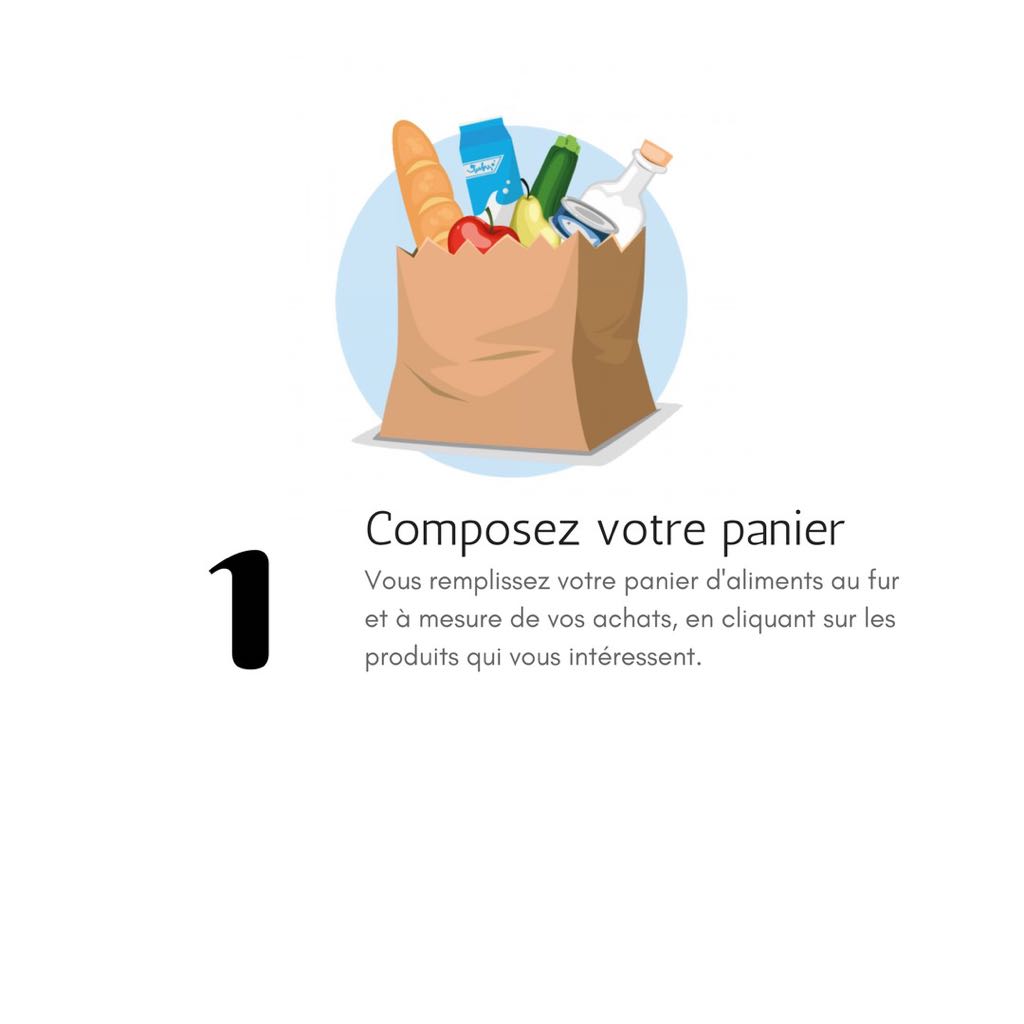 Composez votre panier
1
Vous remplissez votre panier d'aliments au fur
et à mesure de vos achats, en cliquant sur les
produits qui vous intéressent.